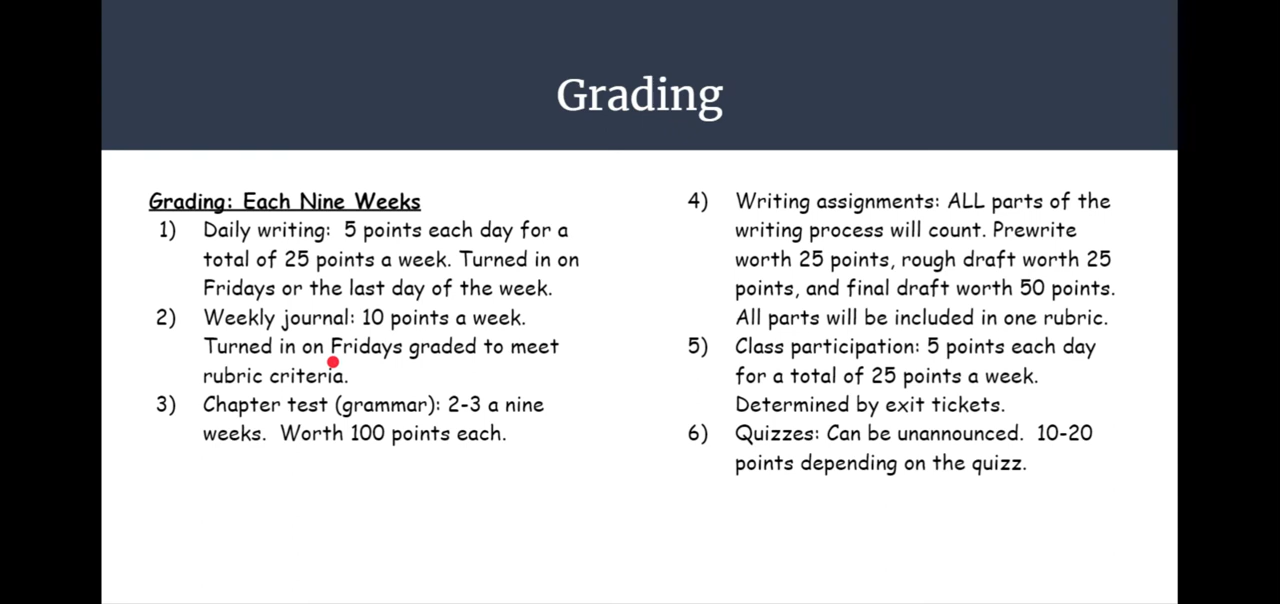 Grading
Grading: Each Nine Weeks
1) Daily writing: 5 points each day for a
total of 25 points a week. Turned in on
Fridays or the last day of the week.
2) Weekly journal: 10 points a week.
Turned in on Fridays graded to meet
rubric criteria.
3) Chapter test (grammar): 2-3 a nine
weeks. Worth 100 points each.
4) Writing assignments: ALL parts of the
writing process will count. Prewrite
worth 25 points, rough draft worth 25
points, and final draft worth 50 points.
All parts will be included in one rubric.
5) Class participation: 5 points each day
for a total of 25 points a week.
Determined by exit tickets.
6) Quizzes: Can be unannounced. 10-20
points depending on the quizz.